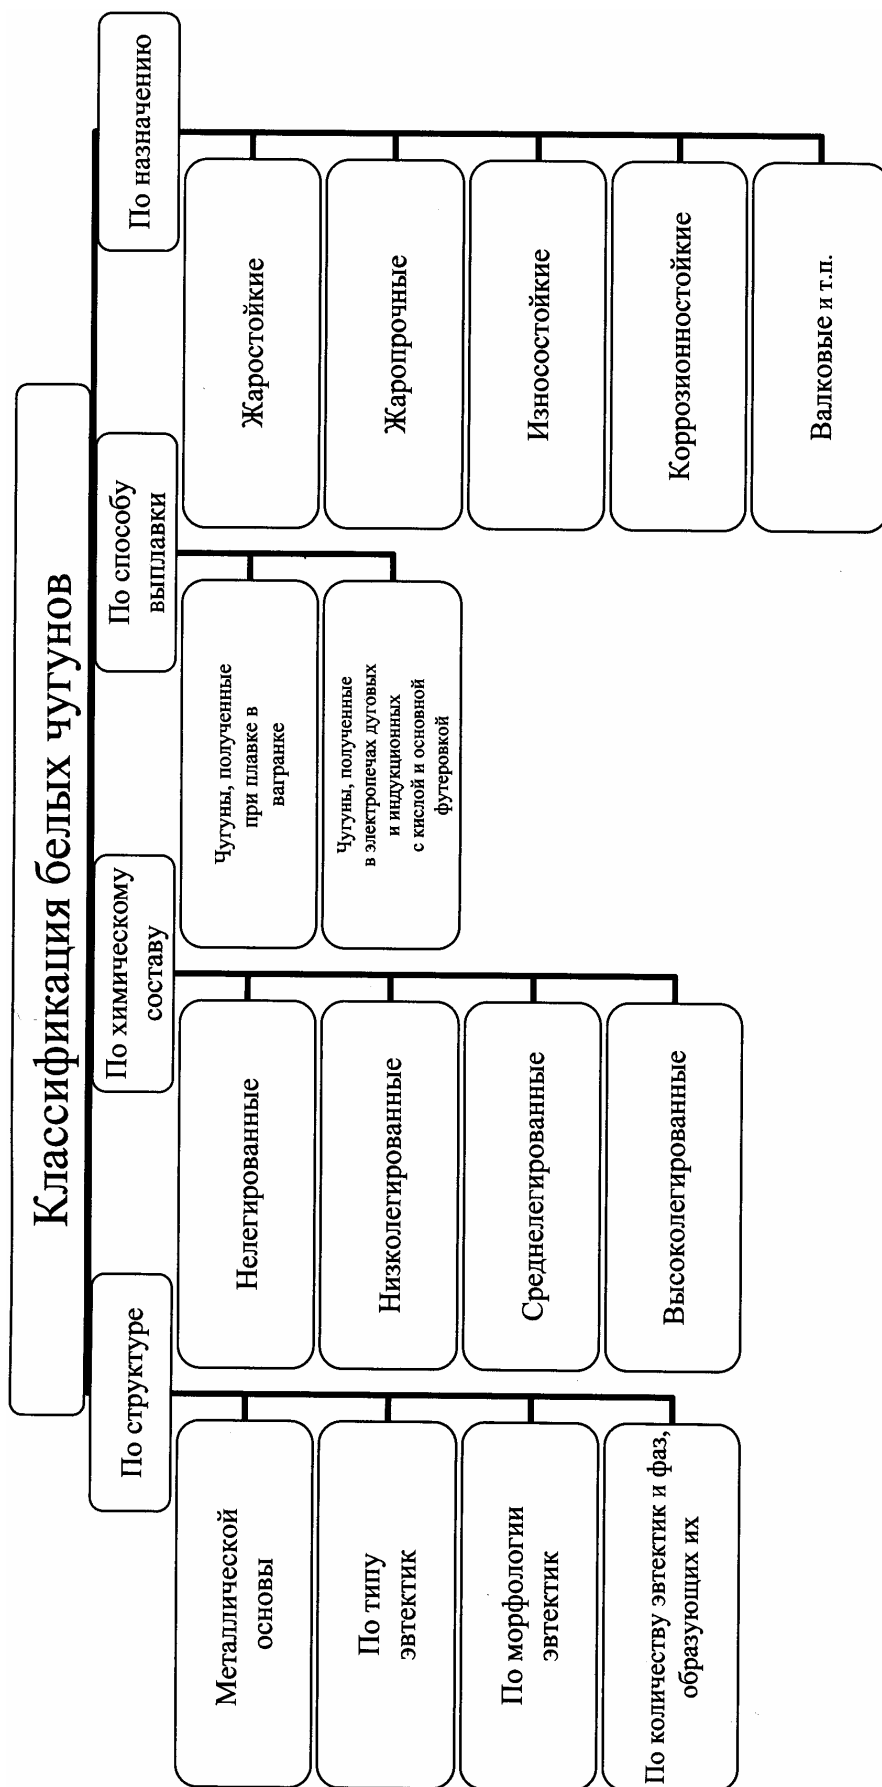 Классификация белых чугунов
По структуре
Металлической
основы
По типу
эвтектик
По морфологии
эвтектик
По количеству эвтектик и фаз,
образующих их
По химическому
составу
Нелегированные
Низколегированные
Среднелегированные
Высоколегированные
По способу
выплавки
Чугуны, полученные
при плавке в
вагранке
Чугуны, полученные
в электропечах дуговых
и индукционных
с кислой и основной
футеровкой
По назначению
Жаростойкие
Жаропрочные
Износостойкие
Коррозионностойкие
Валковые и т.п.